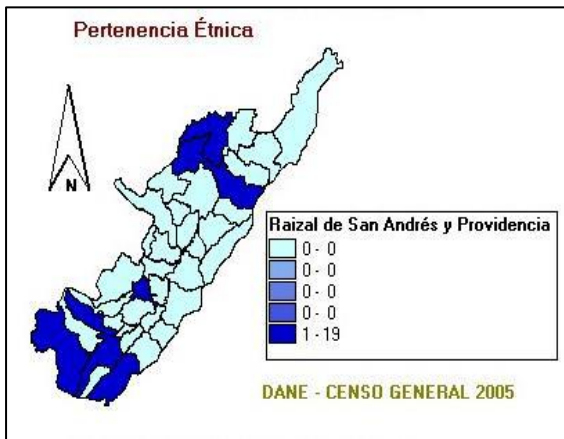 Pertenencia Étnica
N
Raizal de San Andrés y Providencia
0 - 0
0 - 0
0 - 0
0 - 0
1 - 19
DANE - CENSO GENERAL 2005